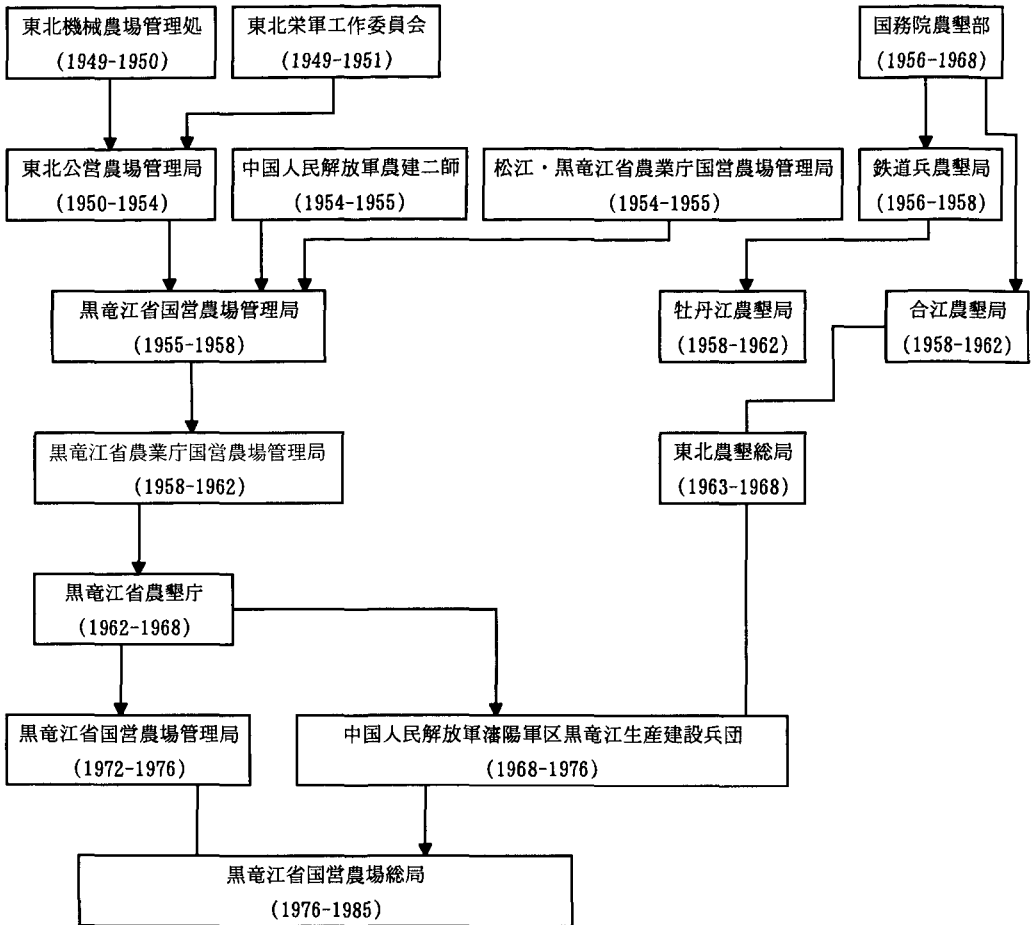 東北機械農場管理処
(1949-1950)
東北栄軍工作委員会
(1949-1951)
国務院農墾部
(1956-1968)
東北公営農場管理局
(1950-1954)
中国人民解放軍農建二師
(1954-1955)
松江・黒竜江省農業庁国営農場管理局
(1954-1955)
鉄道兵農墾局
(1956-1958)
黒竜江省国営農場管理局
(1955-1958)
牡丹江農墾局
(1958-1962)
合江農墾局
(1958-1962)
黒竜江省農業庁国営農場管理局
(1958-1962)
東北農墾総局
(1963-1968)
黒竜江省農墾庁
(1962-1968)
黒竜江省国営農場管理局
(1972-1976)
中国人民解放軍瀋陽軍区黒竜江生産建設兵団
(1968-1976)
黒竜江省国営農場総局
(1976-1985)